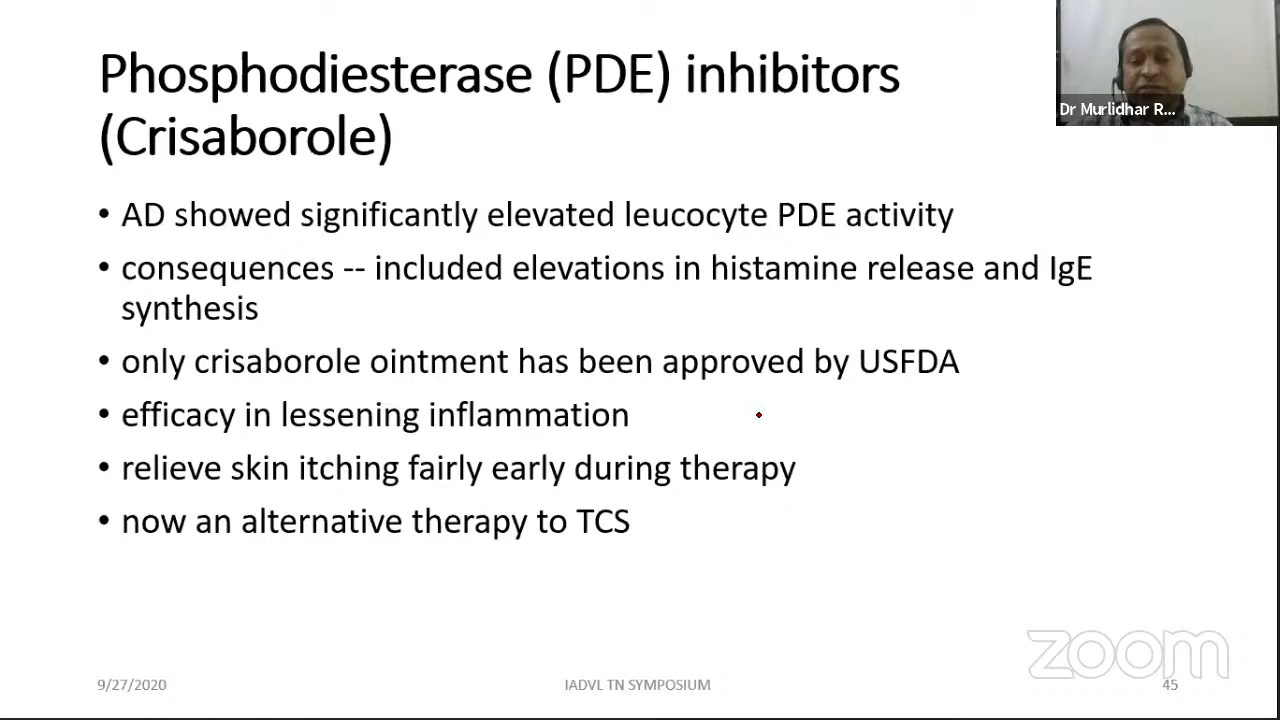 Phosphodiesterase (PDE) inhibitors
(Crisaborole)
Dr Murlidhar R...
• AD showed significantly elevated leucocyte PDE activity
• consequences -- included elevations in histamine release and IgE
synthesis
• only crisaborole ointment has been approved by USFDA
• efficacy in lessening inflammation
• relieve skin itching fairly early during therapy
• now an alternative therapy to TCS
zoom
9/27/2020
IADVL TN SYMPOSIUM
45